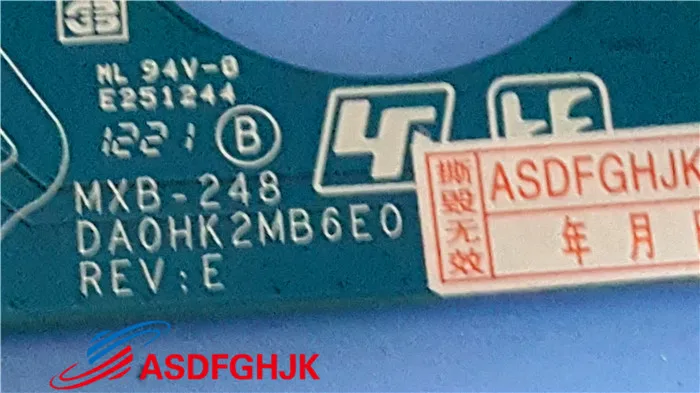 ML 94V-0
E251244
1221 B
MXB-248
DA0HK2MB6E0
REV:E
撕毁无效
ASDFGHJK
年 月
ASDFGHJK